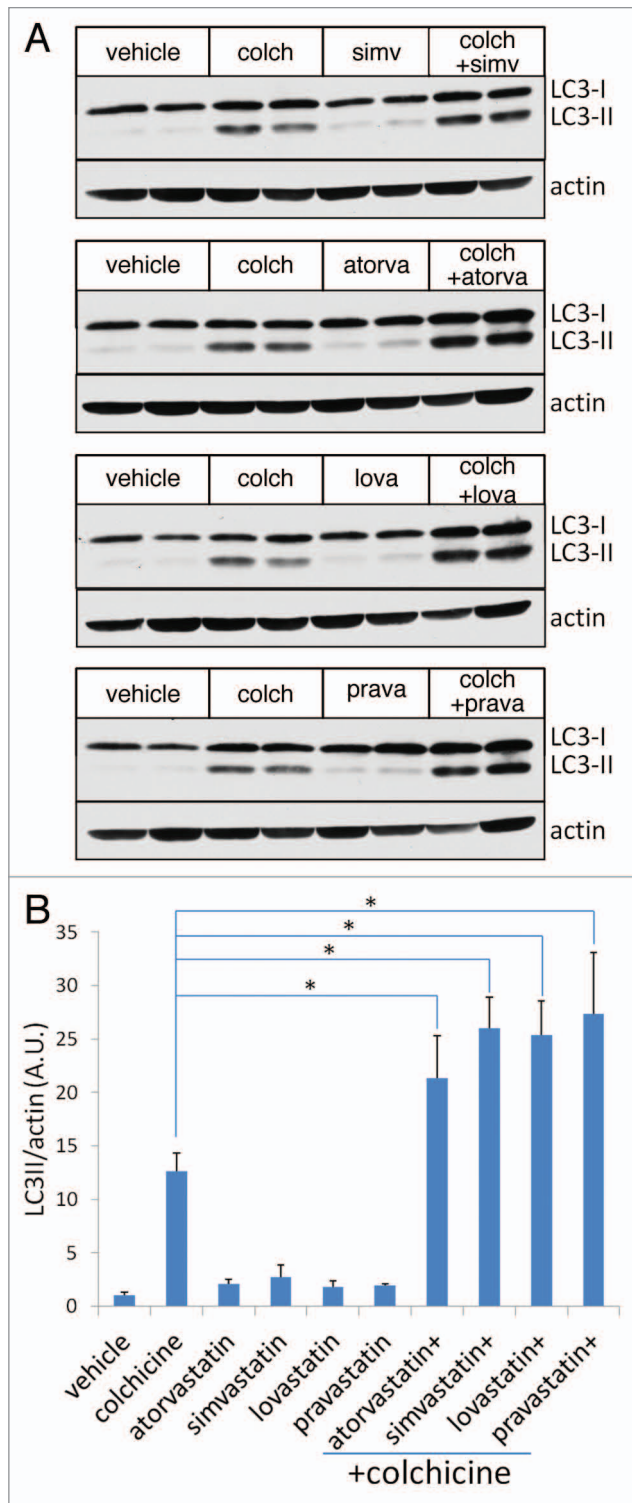 A
vehicle colch simv colch
+simv
LC3-I
LC3-II
actin
vehicle colch atorva colch
+atorva
LC3-I
LC3-II
actin
vehicle colch lova colch
+lova
LC3-I
LC3-II
actin
vehicle colch prava colch
+prava
LC3-I
LC3-II
actin
B
LC3II/actin (A.U.)
35
30
25
20
15
10
5
0
*
*
*
*
vehicle
colchicine
atorvastatin
simvastatin
lovastatin
pravastatin
atorvastatin+
simvastatin+
lovastatin+
pravastatin+
+colchicine